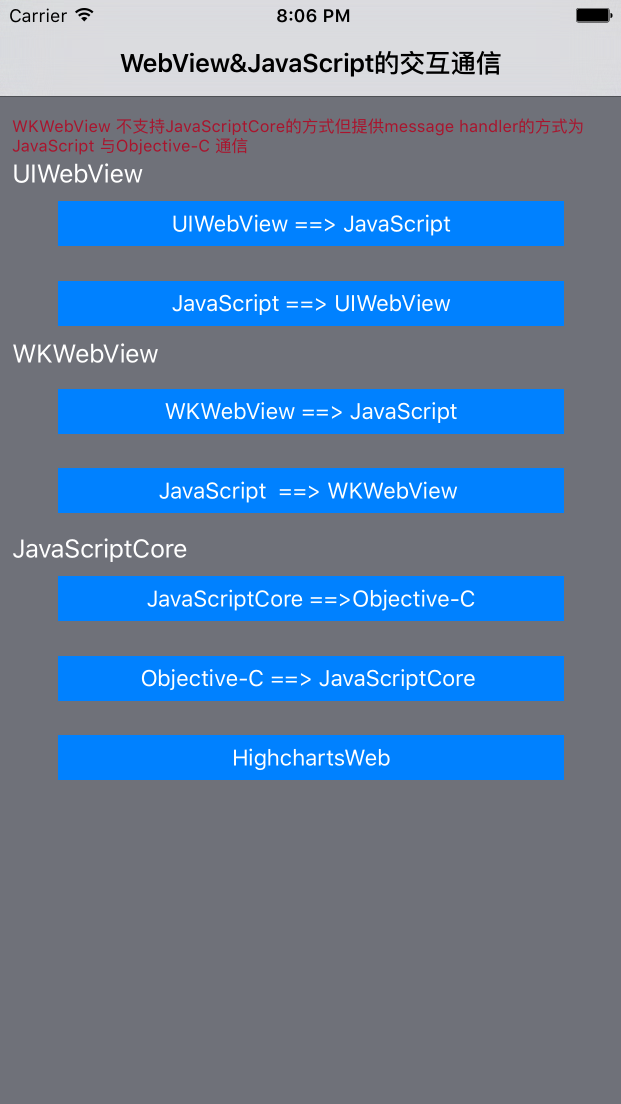 Carrier 8:06 PM
WebView&JavaScript的交互通信
WKWebView 不支持JavaScriptCore的方式但提供message handler的方式为
JavaScript 与Objective-C 通信
UIWebView
UIWebView ==> JavaScript
JavaScript ==> UIWebView
WKWebView
WKWebView ==> JavaScript
JavaScript  ==> WKWebView
JavaScriptCore
JavaScriptCore ==>Objective-C
Objective-C ==> JavaScriptCore
HighchartsWeb